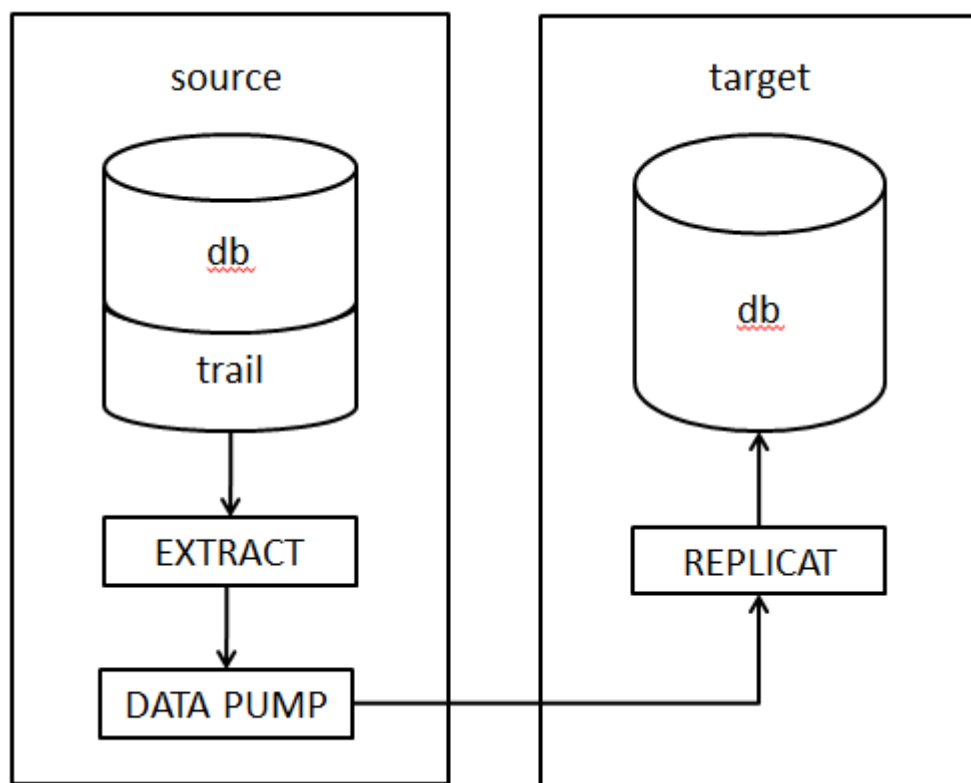 source
db
trail
EXTRACT
DATA PUMP
target
db
REPLICAT